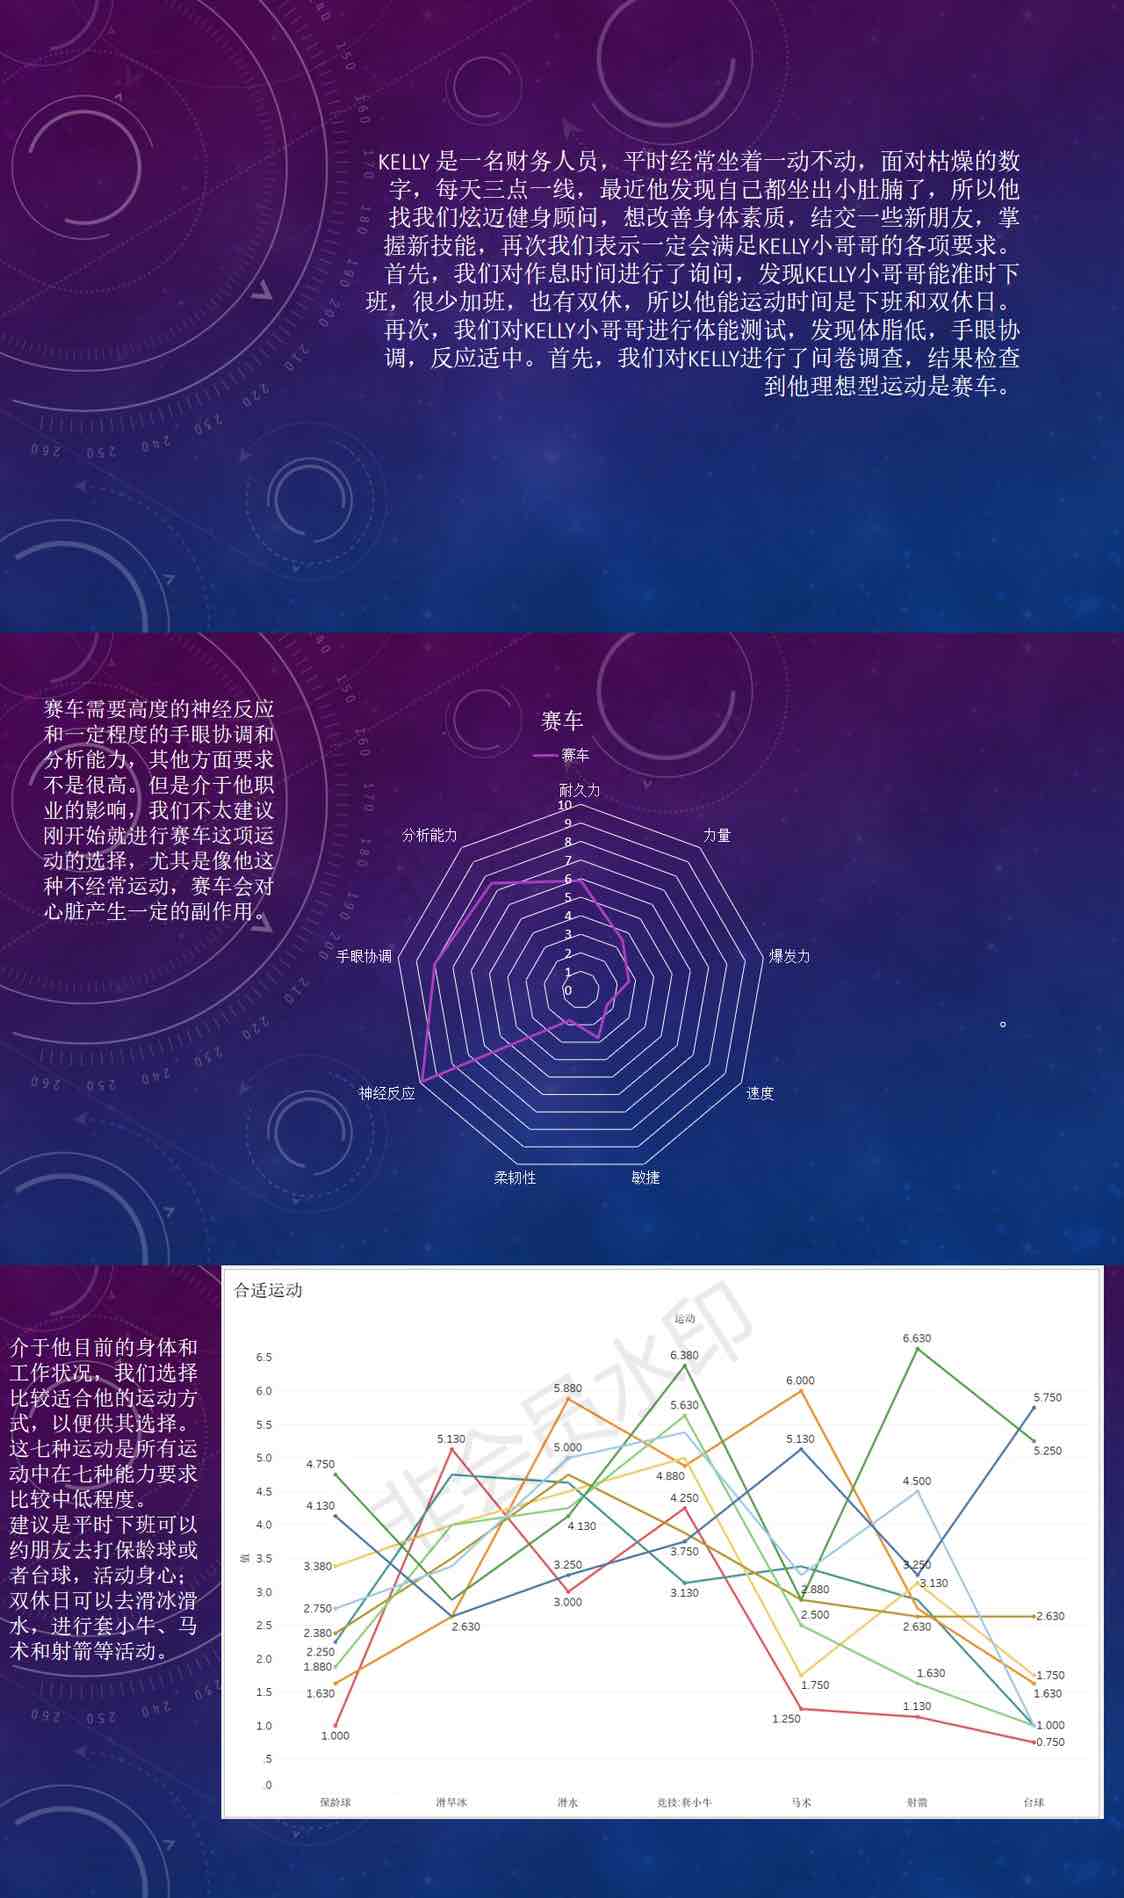 KELLY 是一名财务人员，平时经常坐着一动不动，面对枯燥的数
字，每天三点一线，最近他发现自己都坐出小肚腩了，所以他
找我们炫迈健身顾问，想改善身体素质，结交一些新朋友，掌
握新技能，再次我们表示一定会满足KELLY小哥哥的各项要求。
首先，我们对作息时间进行了询问，发现KELLY小哥哥能准时下
班，很少加班，也有双休，所以他能运动时间是下班和双休日。
再次，我们对KELLY小哥哥进行体能测试，发现体脂低，手眼协
调，反应适中。首先，我们对KELLY进行了问卷调查，结果检查
到他理想型运动是赛车。
150
160
170
180
190
200
210
220
230
240
250
260
赛车需要高度的神经反应
和一定程度的手眼协调和
分析能力，其他方面要求
不是很高。但是介于他职
业的影响，我们不太建议
刚开始就进行赛车这项运
动的选择，尤其是像他这
种不经常运动，赛车会对
心脏产生一定的副作用。
150
160
170
180
190
200
210
220
230
240
250
260
赛车
赛车
耐久力
10
9
8
7
6
5
4
3
2
1
0
力量
爆发力
速度
敏捷
柔韧性
神经反应
手眼协调
分析能力
。
介于他目前的身体和
工作状况，我们选择
比较适合他的运动方
式，以便供其选择。
这七种运动是所有运
动中在七种能力要求
比较中低程度。
建议是平时下班可以
约朋友去打保龄球或
者台球，活动身心；
双休日可以去滑冰滑
水，进行套小牛、马
术和射箭等活动。
240
250
260
合适运动
运动
非会员水印
值
6.5
6.0
5.5
5.0
4.5
4.0
3.5
3.0
2.5
2.0
1.5
1.0
.5
.0
4.750
4.130
3.380
2.750
2.380
2.250
1.880
1.630
1.000
5.130
2.630
5.880
5.000
4.130
3.250
3.000
6.380
5.630
4.880
4.250
3.750
3.130
6.000
5.130
2.880
2.500
1.750
1.250
6.630
4.500
3.250
3.130
2.630
1.630
1.130
5.750
5.250
2.630
1.750
1.630
1.000
0.750
保龄球 滑旱冰 滑水 竞技:套小牛 马术 射箭 台球